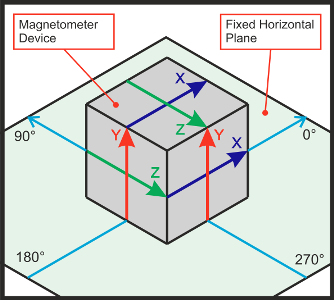 Magnetometer
Device
Fixed Horizontal
Plane
X
Z
90°
Y
Y
X
0°
Z
180°
270°